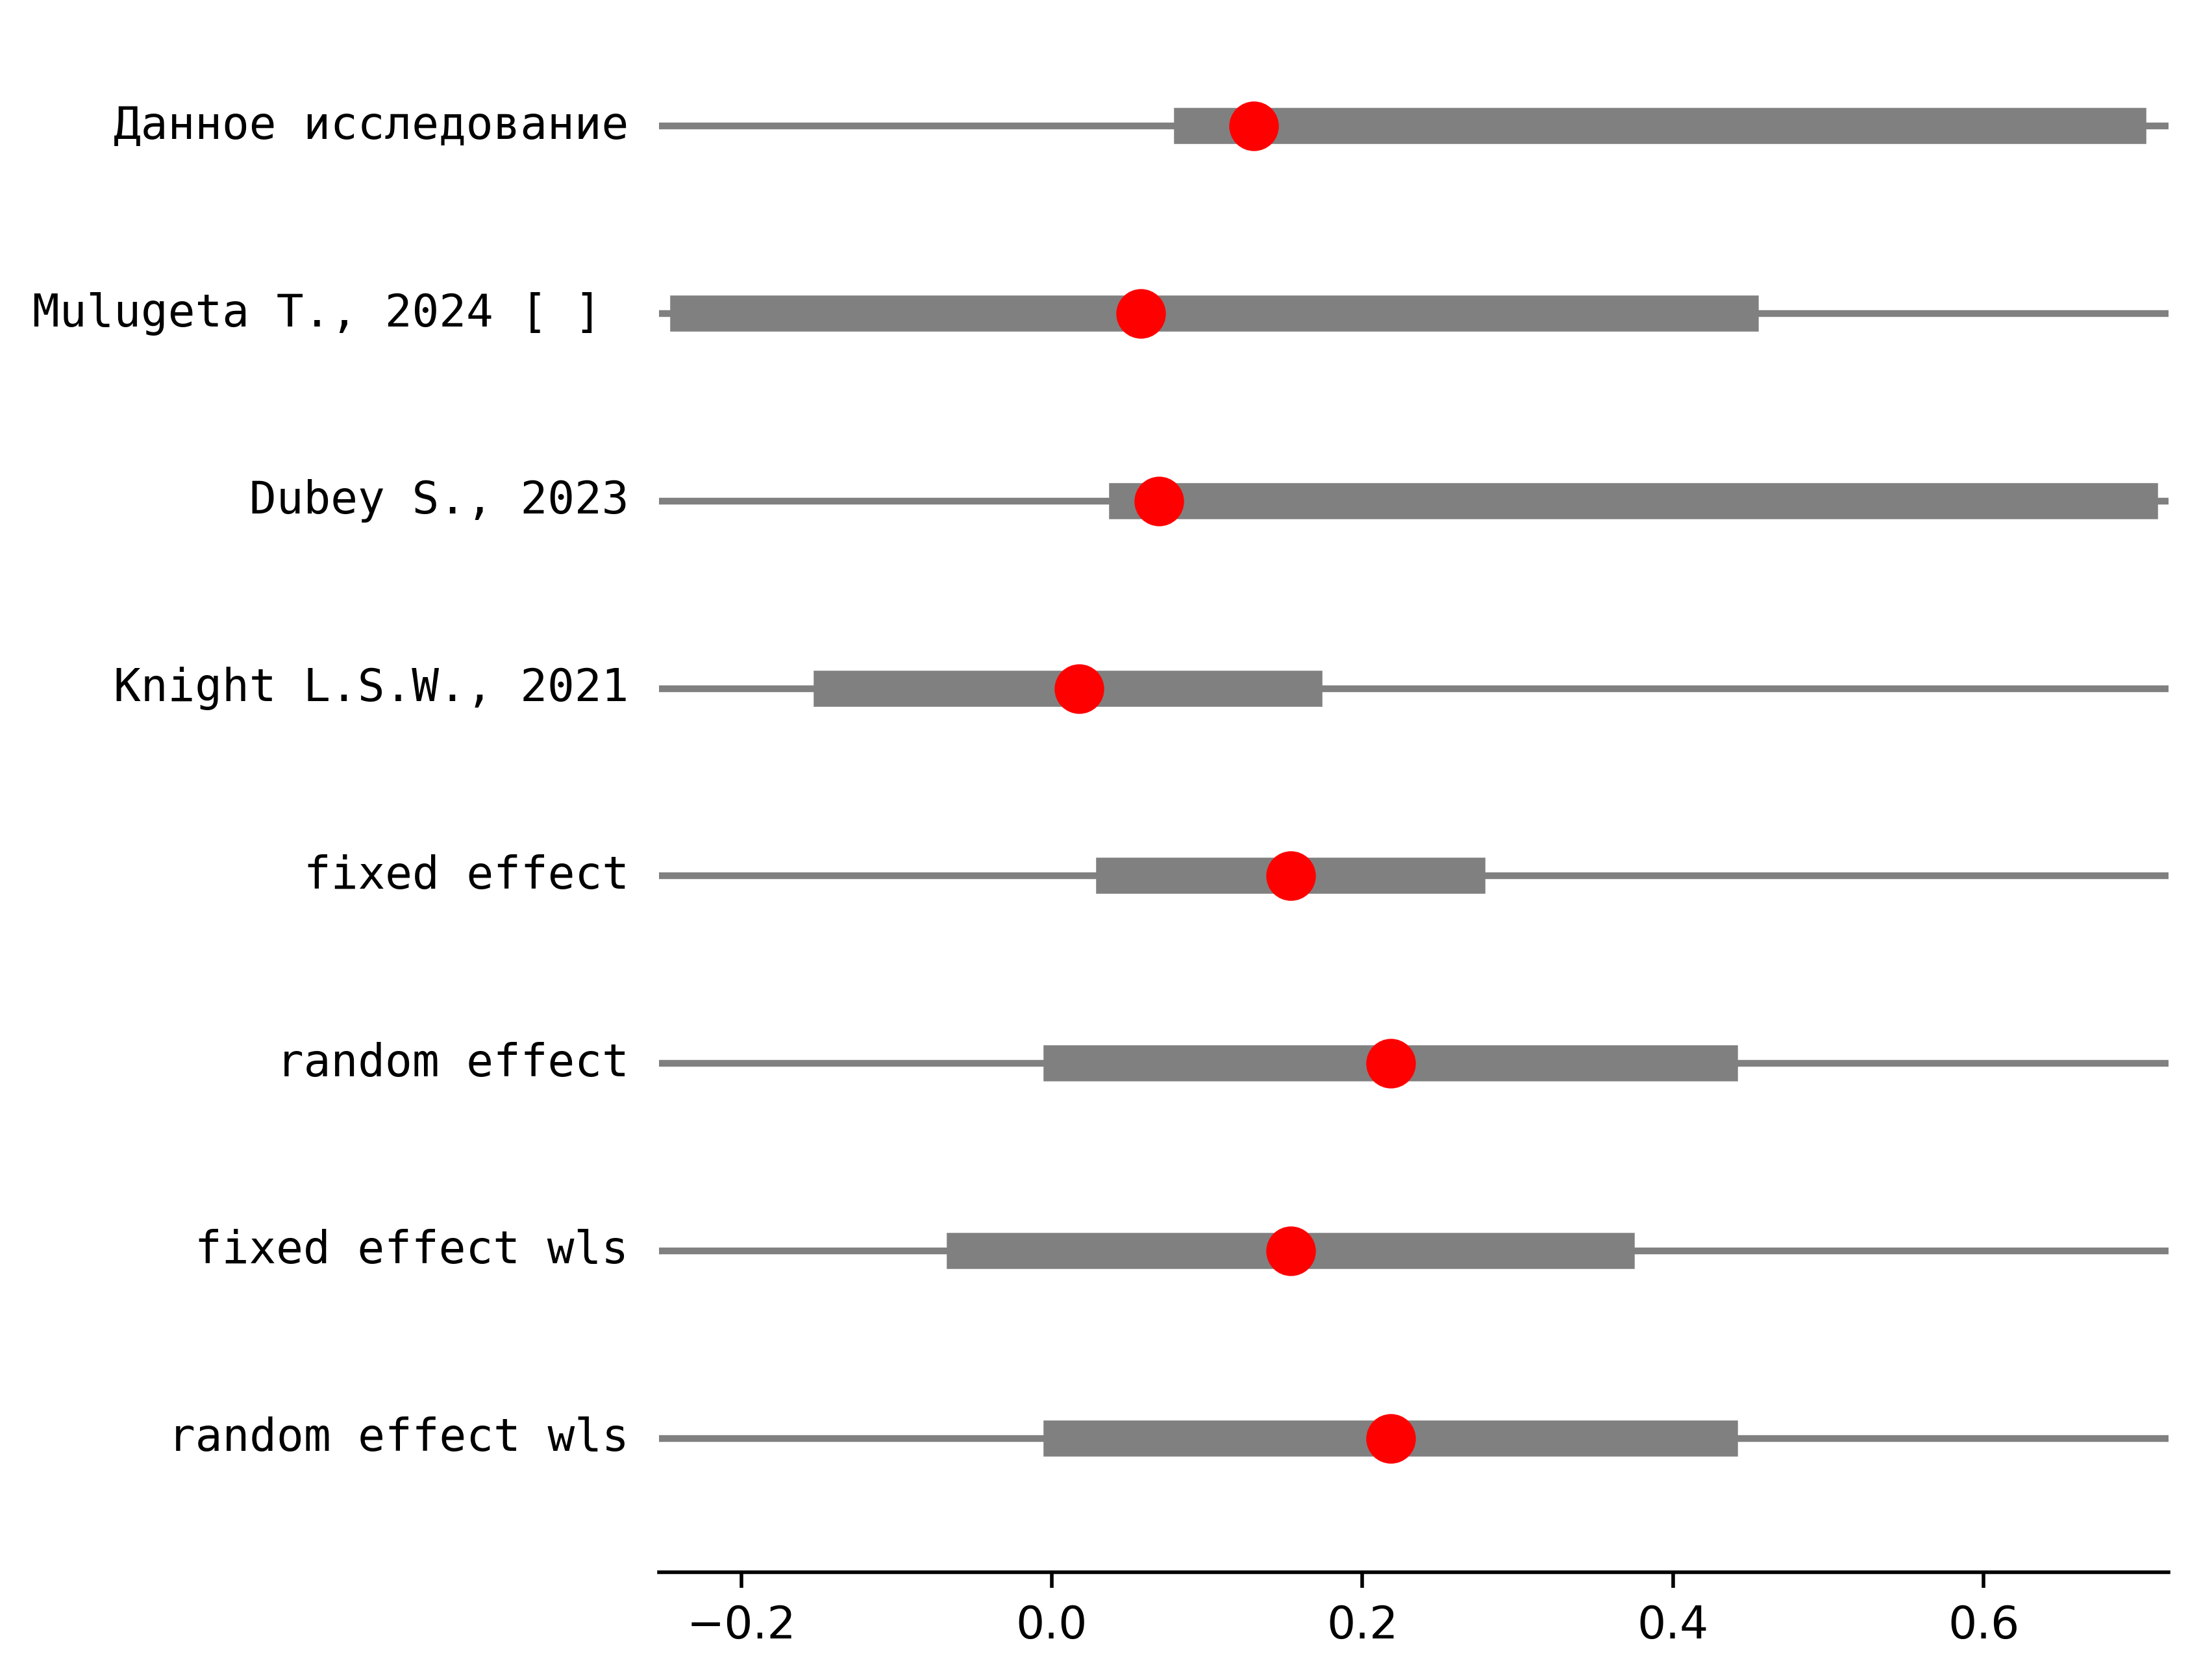 Данное исследование
Mulugeta T., 2024 [ ]
Dubey S., 2023
Knight L.S.W., 2021
fixed effect
random effect
fixed effect wls
random effect wls
−0.2 0.0 0.2 0.4 0.6